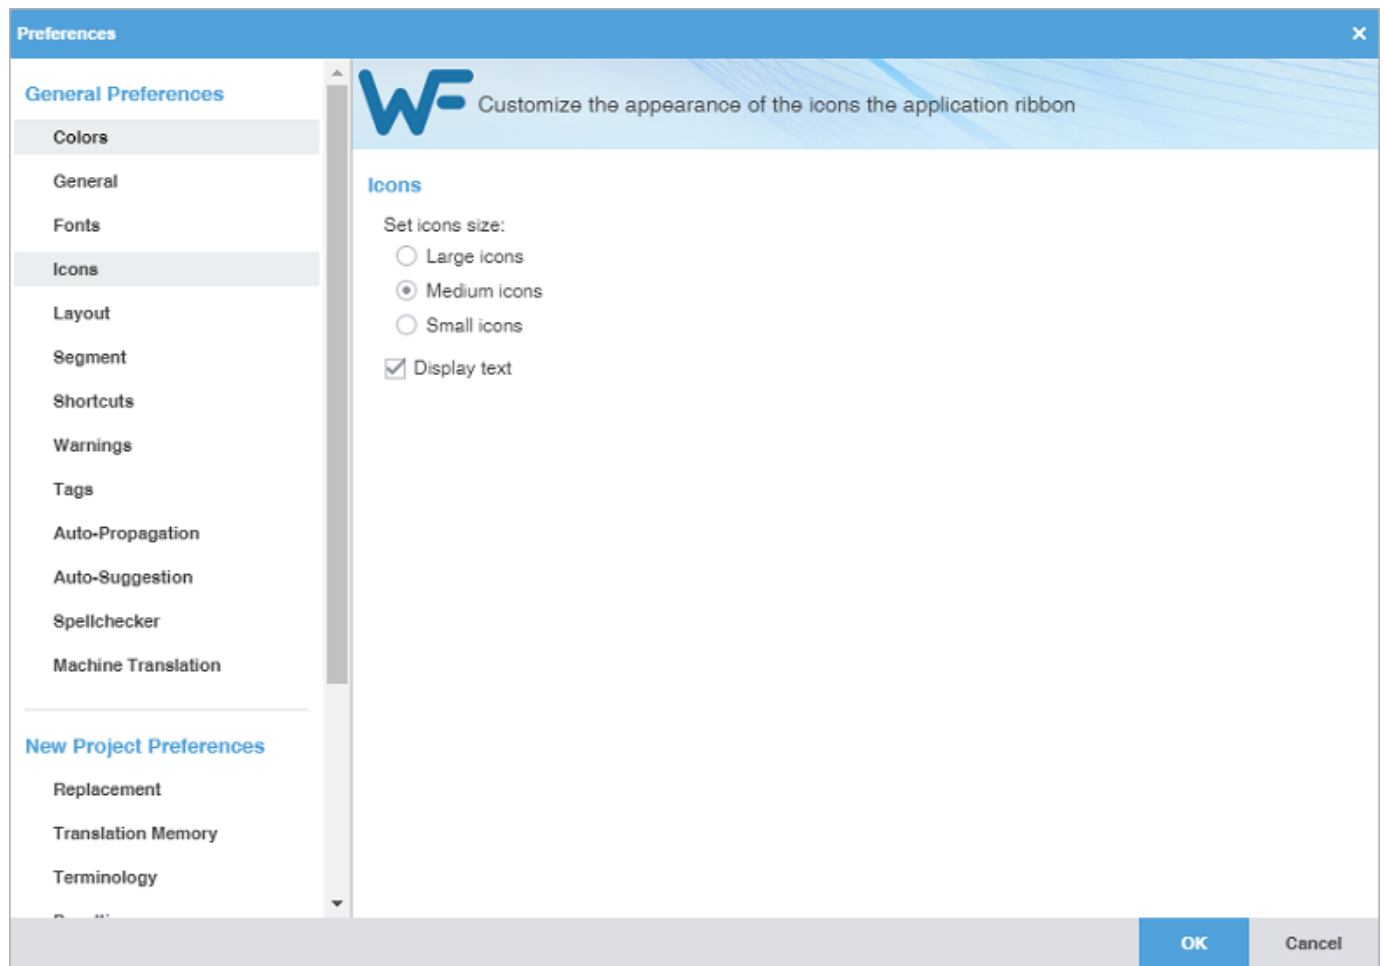 Preferences
General Preferences
Colors
General
Fonts
Icons
Layout
Segment
Shortcuts
Warnings
Tags
Auto-Propagation
Auto-Suggestion
Spellchecker
Machine Translation
New Project Preferences
Replacement
Translation Memory
Terminology
WF
Customize the appearance of the icons the application ribbon
Icons
Set icons size:
Large icons
Medium icons
Small icons
Display text
OK
Cancel